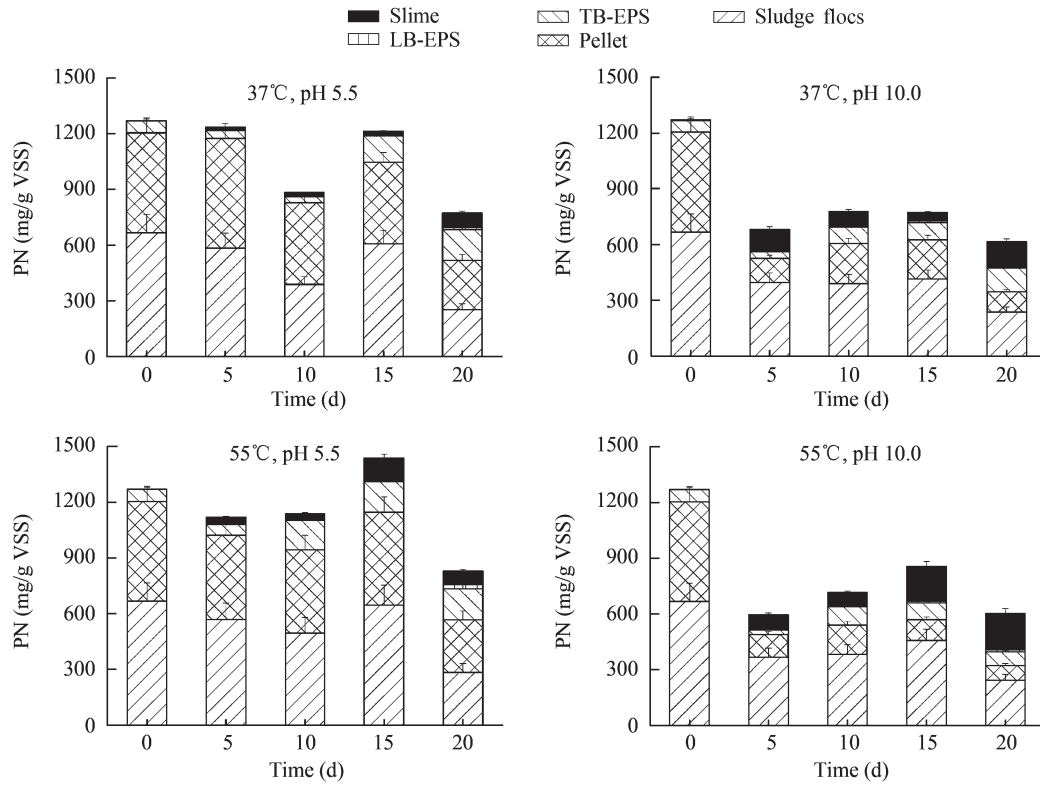 Slime
TB-EPS
Sludge flocs
LB-EPS
Pellet
37℃, pH 5.5
PN (mg/g VSS)
1500
1200
900
600
300
0
0 5 10 15 20
Time (d)
37℃, pH 10.0
PN (mg/g VSS)
1500
1200
900
600
300
0
0 5 10 15 20
Time (d)
55℃, pH 5.5
PN (mg/g VSS)
1500
1200
900
600
300
0
0 5 10 15 20
Time (d)
55℃, pH 10.0
PN (mg/g VSS)
1500
1200
900
600
300
0
0 5 10 15 20
Time (d)